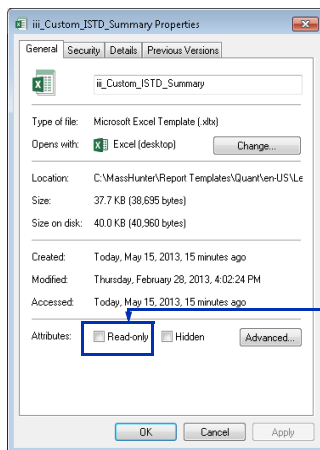 iii_Custom_ISTD_Summary Properties
General Security Details Previous Versions
ii_Custom_ISTD_Summary
Type of file: Microsoft Excel Template (.xltx)
Opens with: Excel (desktop) Change...
Location: C:\MassHunter\Report Templates\Quant\en-US\Le
Size: 37.7 KB (38,695 bytes)
Size on disk: 40.0 KB (40,960 bytes)
Created: Today, May 15, 2013, 15 minutes ago
Modified: Thursday, February 28, 2013, 4:02:24 PM
Accessed: Today, May 15, 2013, 15 minutes ago
Attributes: Read-only Hidden Advanced...
OK Cancel Apply